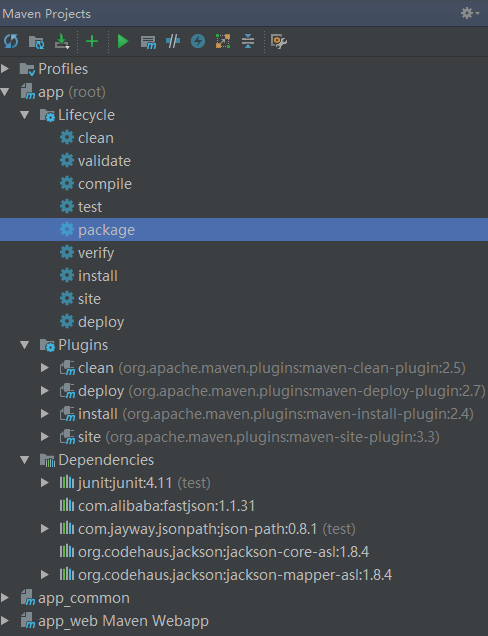 Maven Projects
Profiles
app (root)
Lifecycle
clean
validate
compile
test
package
verify
install
site
deploy
Plugins
clean (org.apache.maven.plugins:maven-clean-plugin:2.5)
deploy (org.apache.maven.plugins:maven-deploy-plugin:2.7)
install (org.apache.maven.plugins:maven-install-plugin:2.4)
site (org.apache.maven.plugins:maven-site-plugin:3.3)
Dependencies
junit:junit:4.11 (test)
com.alibaba:fastjson:1.1.31
com.jayway.jsonpath:json-path:0.8.1 (test)
org.codehaus.jackson:jackson-core-asl:1.8.4
org.codehaus.jackson:jackson-mapper-asl:1.8.4
app_common
app_web Maven Webapp